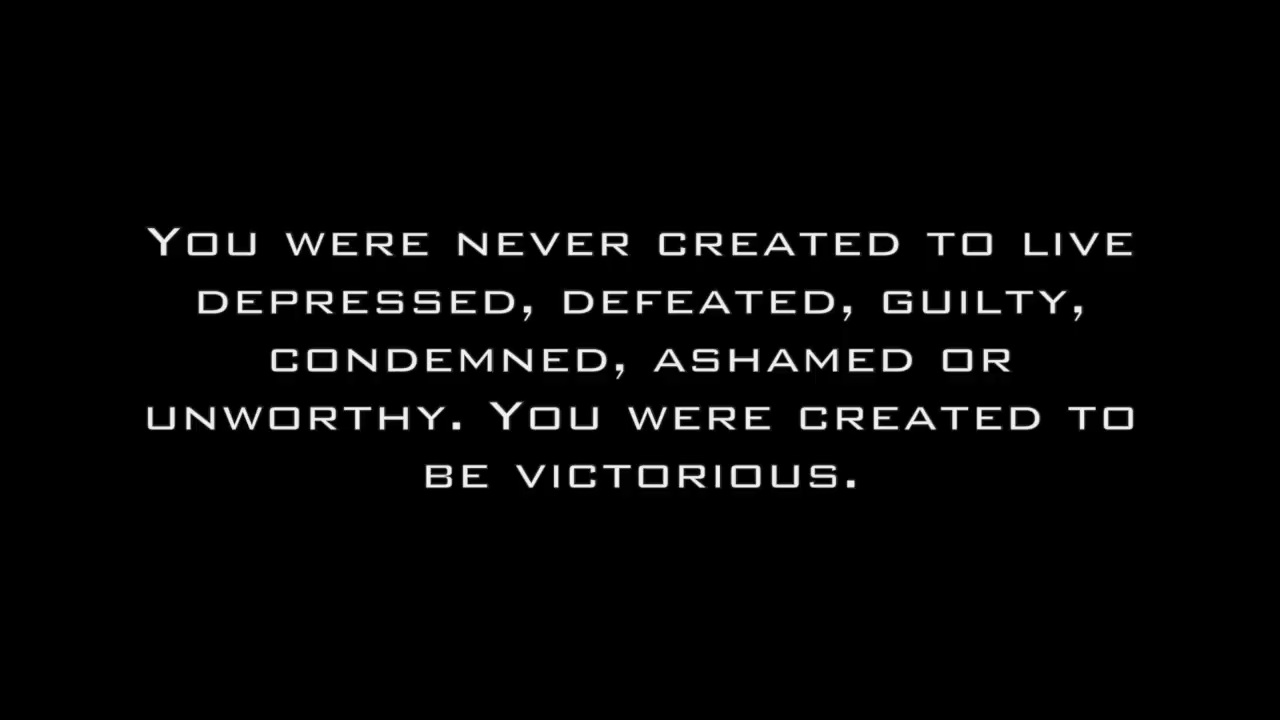 You were never created to live
depressed, defeated, guilty,
condemned, ashamed or
unworthy. You were created to
be victorious.